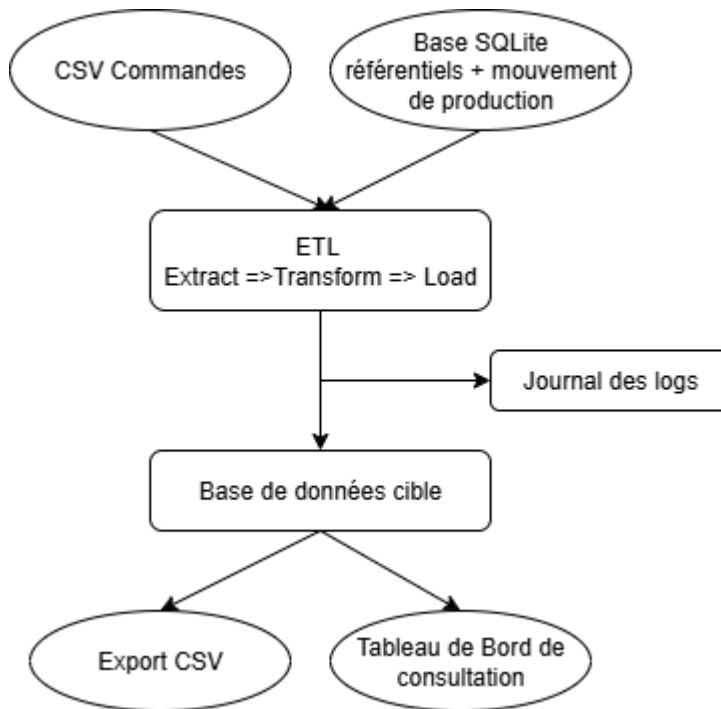 CSV Commandes
Base SQLite
référentiels + mouvement
de production
ETL
Extract =>Transform => Load
Journal des logs
Base de données cible
Export CSV
Tableau de Bord de
consultation